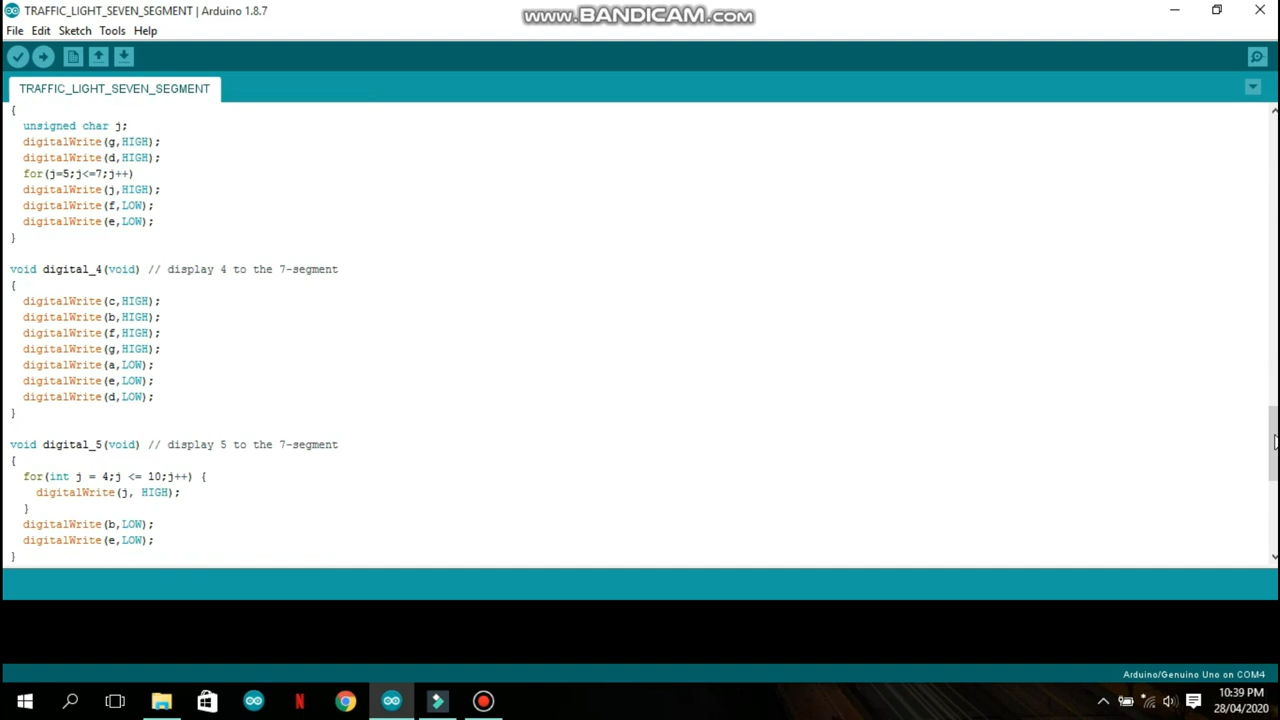 TRAFFIC_LIGHT_SEVEN_SEGMENT | Arduino 1.8.7
www.BANDICAM.com
File Edit Sketch Tools Help
TRAFFIC_LIGHT_SEVEN_SEGMENT
{
unsigned char j;
digitalWrite(g,HIGH);
digitalWrite(d,HIGH);
for(j=5;j<=7;j++)
digitalWrite(j,HIGH);
digitalWrite(f,LOW);
digitalWrite(e,LOW);
}
void digital_4(void) // display 4 to the 7-segment
{
digitalWrite(c,HIGH);
digitalWrite(b,HIGH);
digitalWrite(f,HIGH);
digitalWrite(g,HIGH);
digitalWrite(a,LOW);
digitalWrite(e,LOW);
digitalWrite(d,LOW);
}
void digital_5(void) // display 5 to the 7-segment
{
for(int j = 4;j <= 10;j++) {
digitalWrite(j, HIGH);
}
digitalWrite(b,LOW);
digitalWrite(e,LOW);
}
Arduino/Genuino Uno on COM4
10:39 PM
28/04/2020